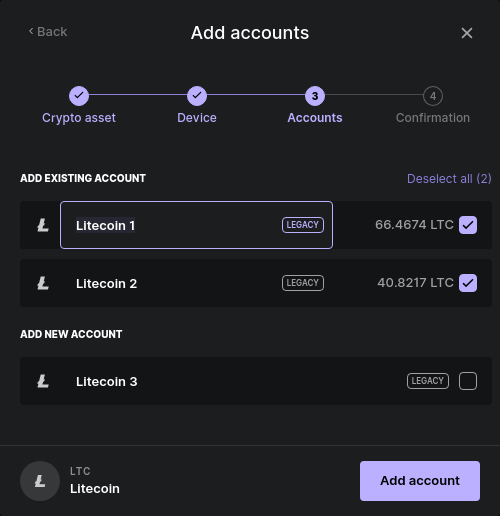 Back
Add accounts
3
4
Crypto asset
Device
Accounts
Confirmation
ADD EXISTING ACCOUNT
Deselect all (2)
Litecoin 1
LEGACY
66.4674 LTC
Litecoin 2
LEGACY
40.8217 LTC
ADD NEW ACCOUNT
Litecoin 3
LEGACY
LTC
Litecoin
Add account